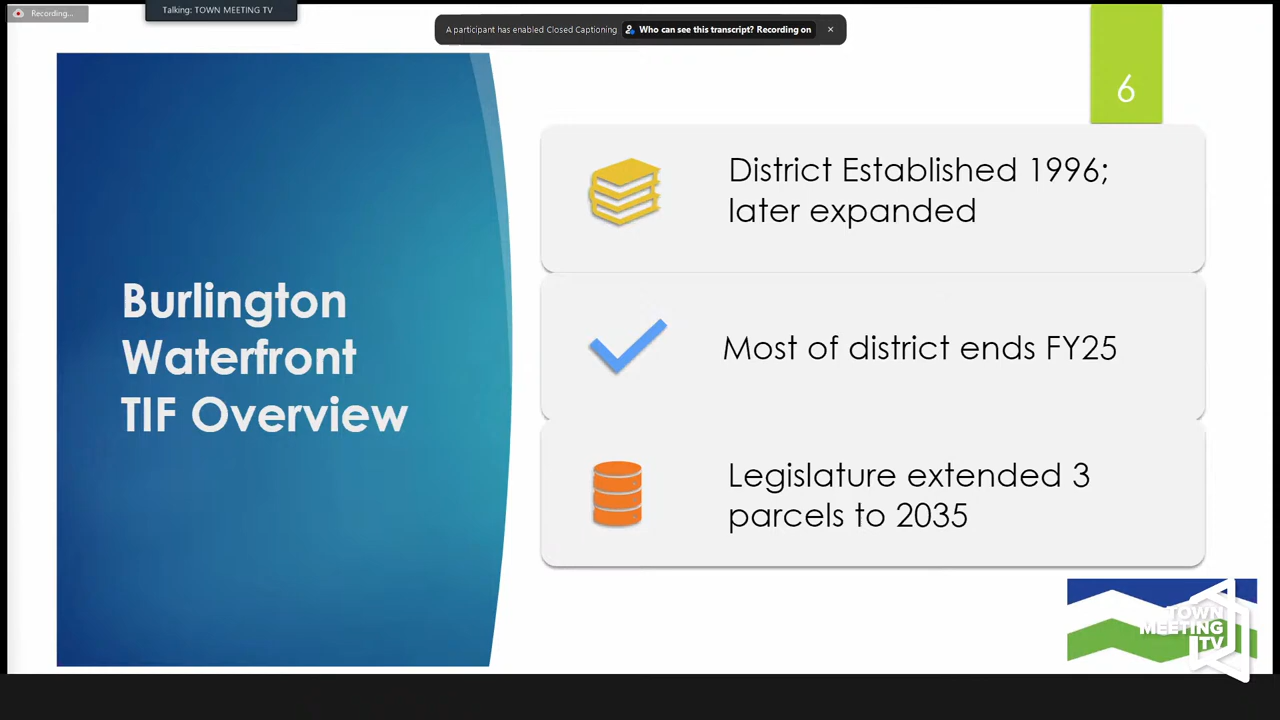 Recording...
Talking: TOWN MEETING TV
A participant has enabled Closed Captioning Who can see this transcript? Recording on
6
Burlington
Waterfront
TIF Overview
District Established 1996;
later expanded
Most of district ends FY25
Legislature extended 3
parcels to 2035
TOWN
MEETING
TV